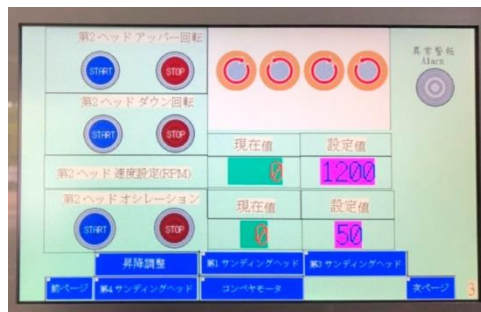 第2ヘッド アッパー回転
START STOP
異常警報
Alarm
第2ヘッド ダウン回転
START STOP
現在値 設定値
第2ヘッド 速度設定(RPM) 0 1200
第2ヘッド オシレーション
START STOP
現在値 設定値
0 50
昇降調整 第1 サンディングヘッド 第3 サンディングヘッド
前ページ 第4 サンディングヘッド コンベヤモータ 次ページ 3